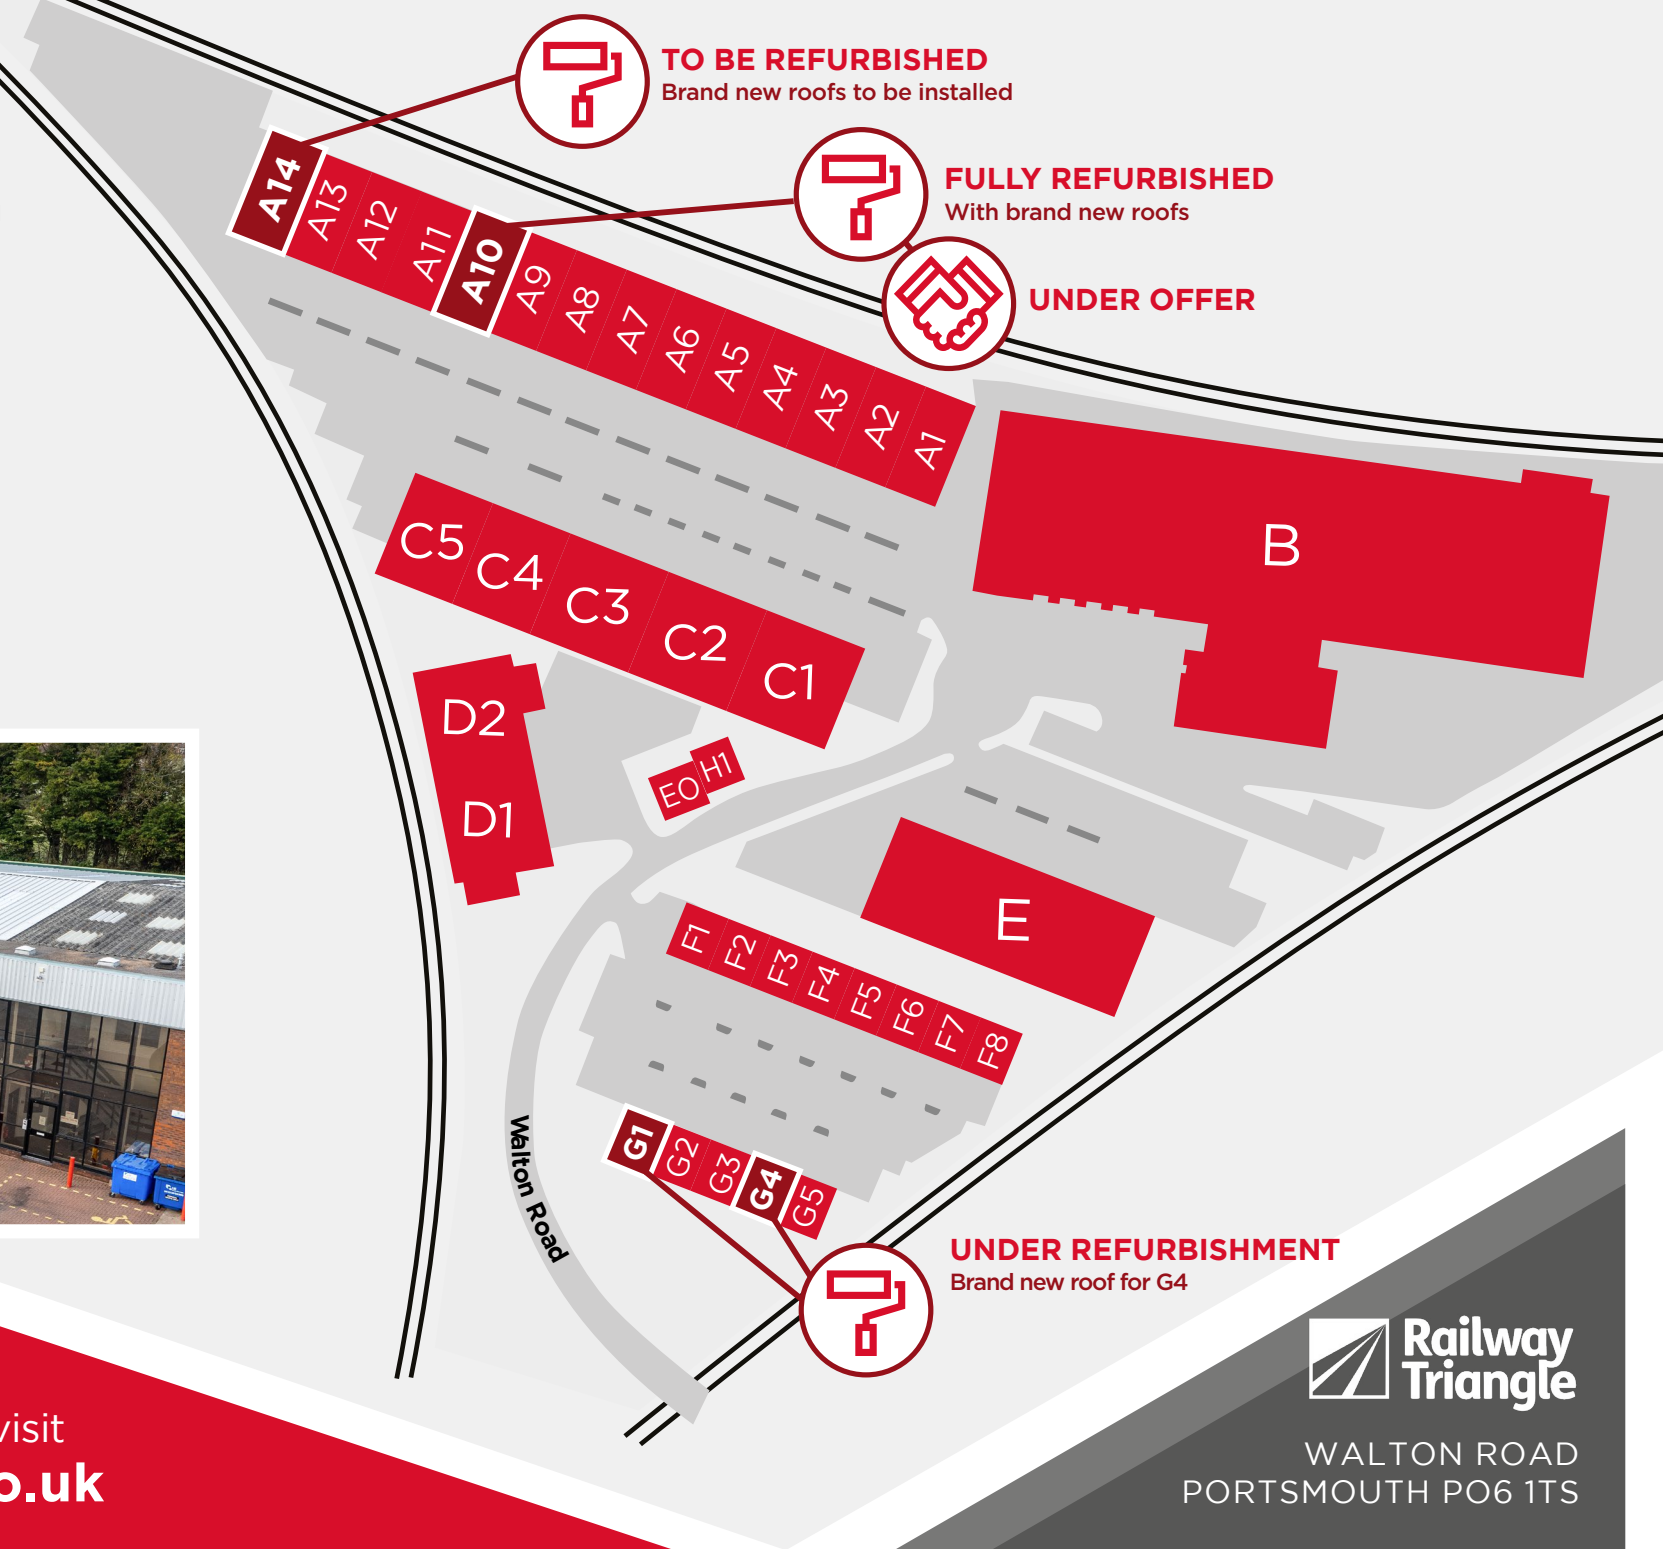 TO BE REFURBISHED
Brand new roofs to be installed
FULLY REFURBISHED
With brand new roofs
UNDER OFFER
A14
A13
A12
A11
A10
A9
A8
A7
A6
A5
A4
A3
A2
A1
B
C5
C4
C3
C2
C1
D2
D1
EO
H1
E
F1
F2
F3
F4
F5
F6
F7
F8
G1
G2
G3
G4
G5
Walton Road
UNDER REFURBISHMENT
Brand new roof for G4
Railway
Triangle
WALTON ROAD
PORTSMOUTH PO6 1TS
visit
o.uk